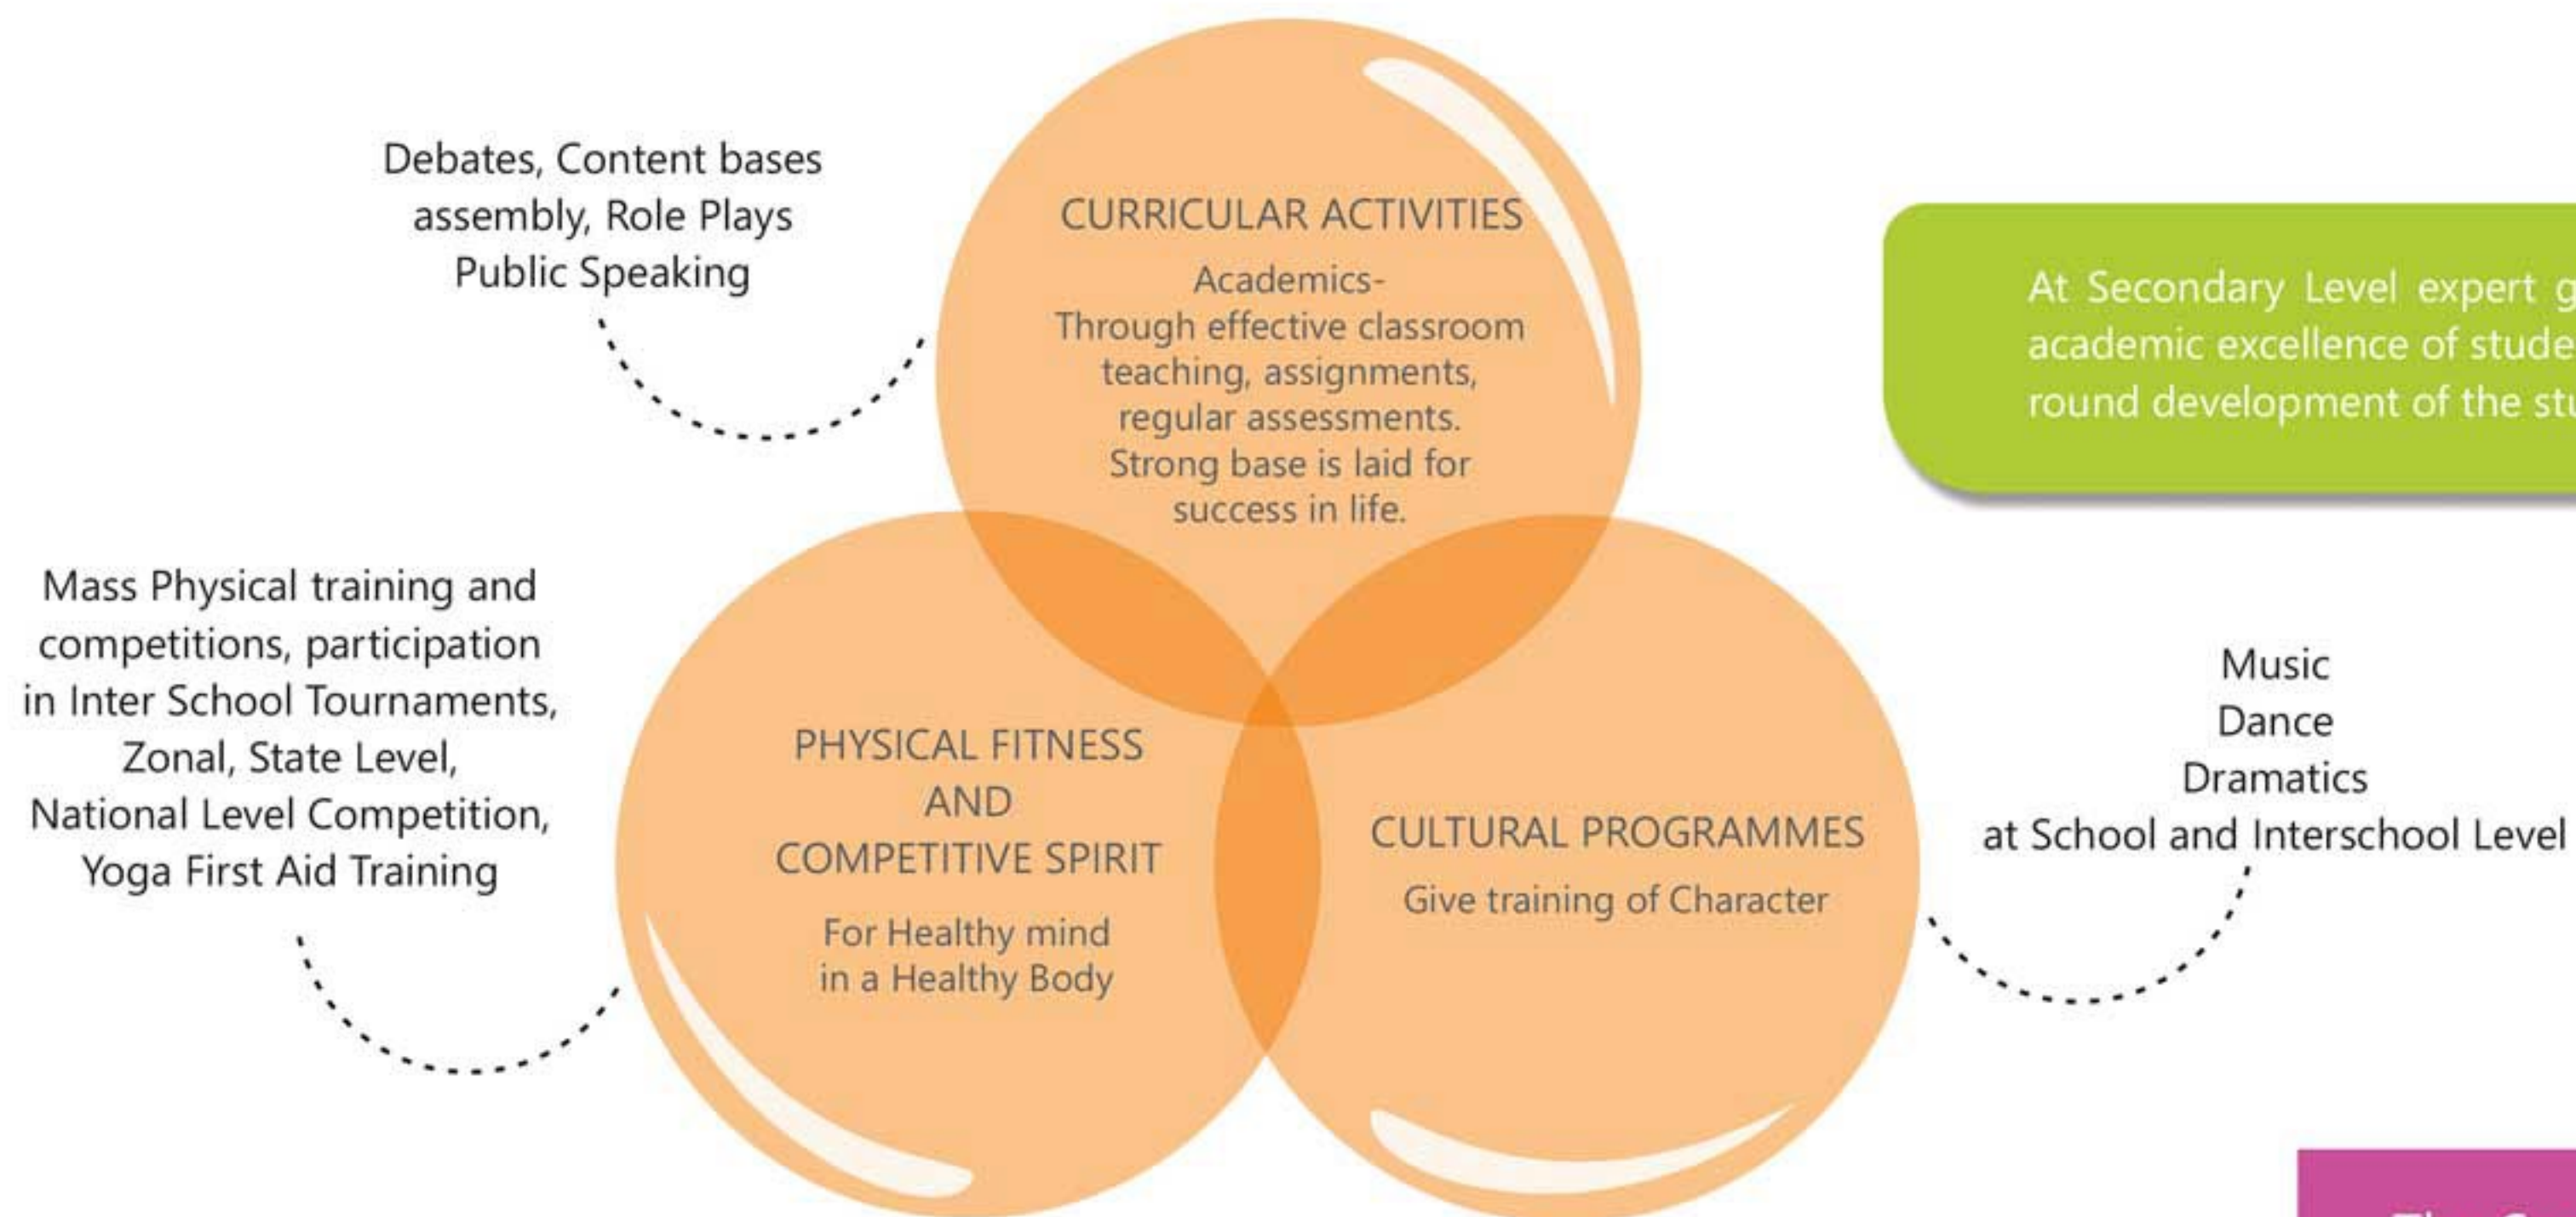 Debates, Content bases
assembly, Role Plays
Public Speaking
CURRICULAR ACTIVITIES
Academics-
Through effective classroom
teaching, assignments,
regular assessments.
Strong base is laid for
success in life.
At Secondary Level expert
academic excellence of
round development of the
Mass Physical training and
competitions, participation
in Inter School Tournaments,
Zonal, State Level,
National Level Competition,
Yoga First Aid Training
PHYSICAL FITNESS
AND
COMPETITIVE SPIRIT
For Healthy mind
in a Healthy Body
CULTURAL PROGRAMMES
Give training of Character
Music
Dance
Dramatics
at School and Interschool Level